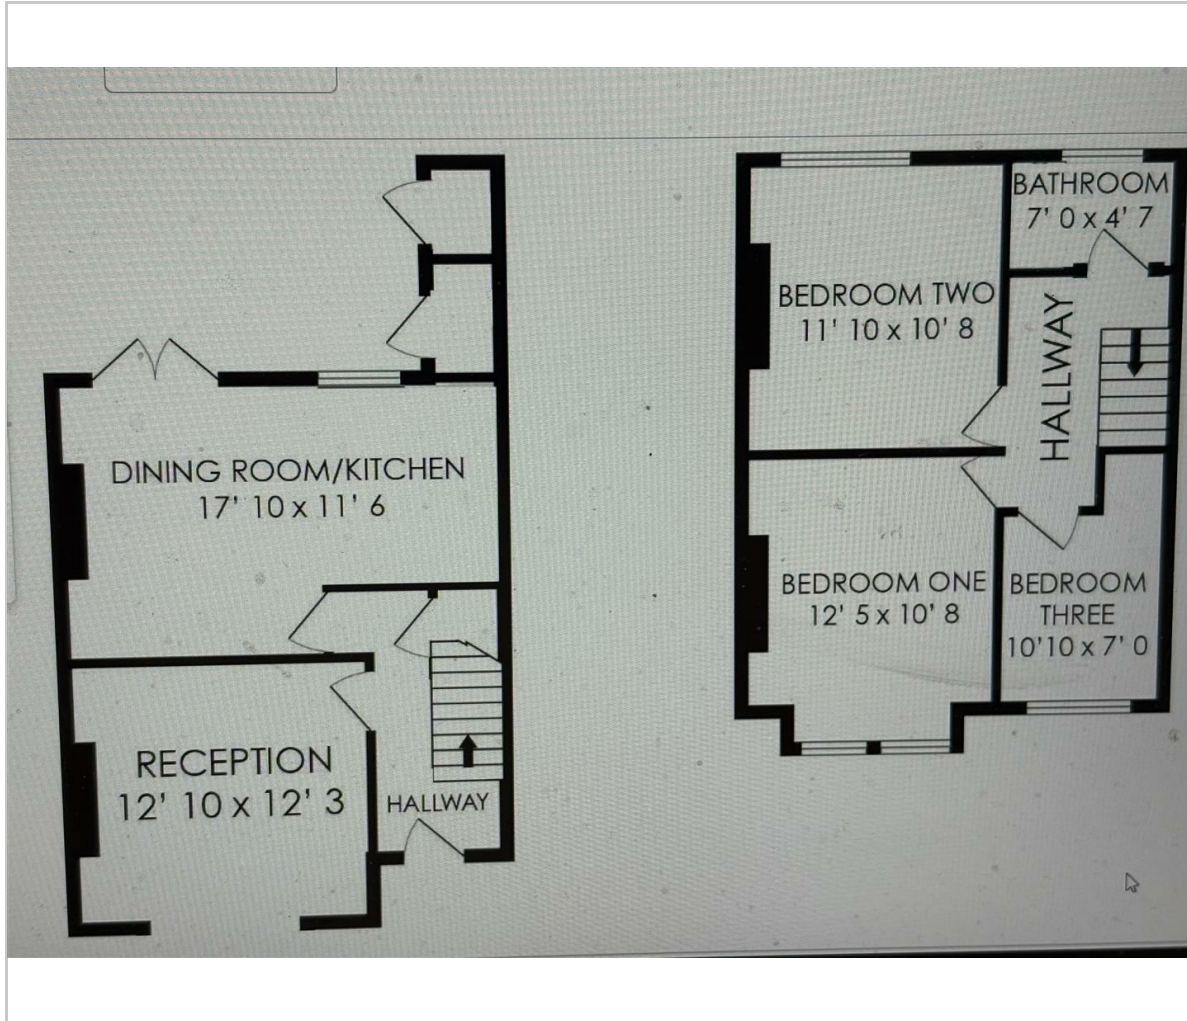 DINING ROOM/KITCHEN
17' 10 x 11' 6
RECEPTION
12' 10 x 12' 3
HALLWAY
BATHROOM
7' 0 x 4' 7
BEDROOM TWO
11' 10 x 10' 8
HALLWAY
BEDROOM ONE
12' 5 x 10' 8
BEDROOM
THREE
10'10 x 7' 0